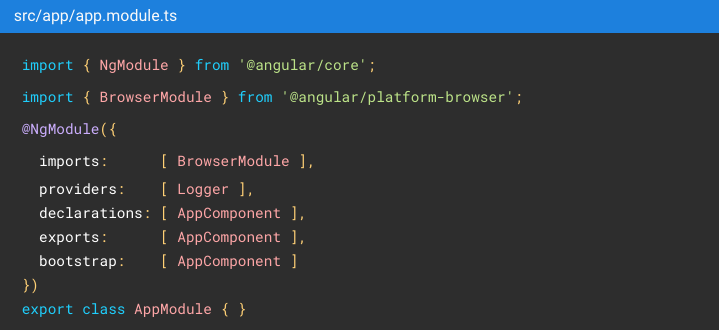 src/app/app.module.ts
import { NgModule } from '@angular/core';
import { BrowserModule } from '@angular/platform-browser';
@NgModule({
  imports:      [ BrowserModule ],
  providers:    [ Logger ],
  declarations: [ AppComponent ],
  exports:      [ AppComponent ],
  bootstrap:    [ AppComponent ]
})
export class AppModule { }